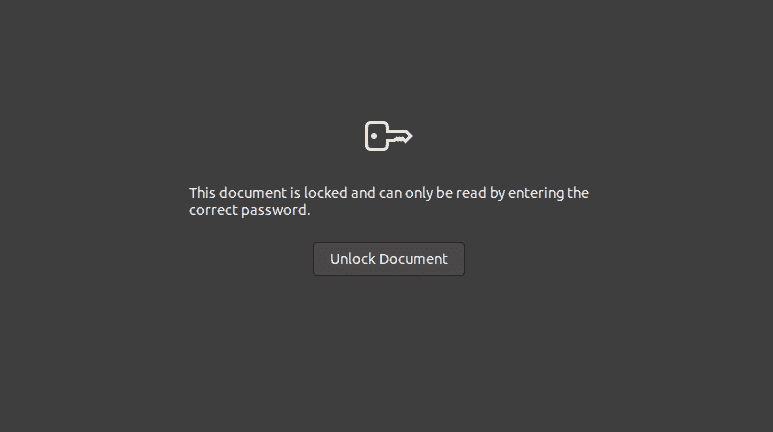 This document is locked and can only be read by entering the
correct password.
Unlock Document